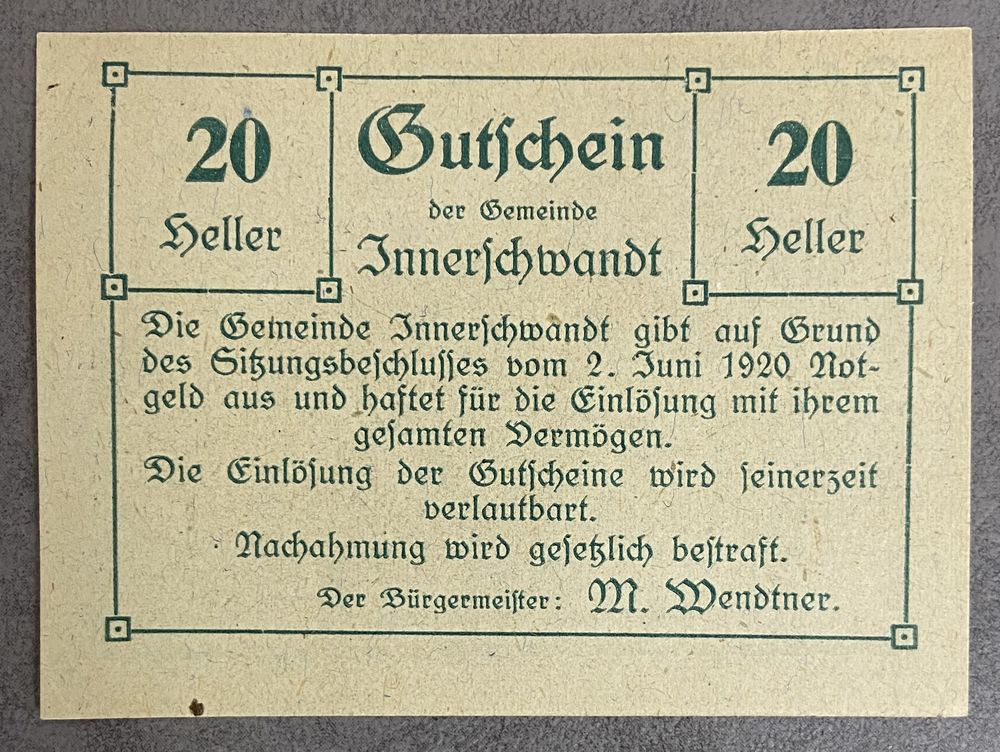 20
Heller
Gutschein
der Gemeinde
Innerschwandt
20
Heller
Die Gemeinde Innerschwandt gibt auf Grund
des Sitzungsbeschlusses vom 2. Juni 1920 Not-
geld aus und haftet für die Einlösung mit ihrem
gesamten Vermögen.
Die Einlösung der Gutscheine wird seinerzeit
verlautbart.
Nachahmung wird gesetzlich bestraft.
Der Bürgermeister: M. Wendtner.